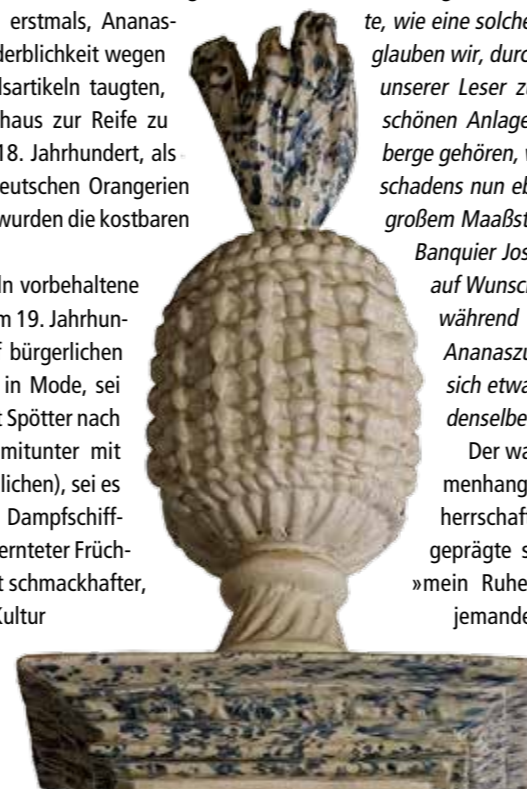 erstmals, Ananas-
derblichkeit wegen
lsartikeln taugten,
haus zur Reife zu
18. Jahrhundert, als
eutschen Orangerien
wurden die kostbaren
ln vorbehaltene
m 19. Jahrhun-
bürgerlichen
in Mode, sei
t Spötter nach
mitunter mit
lichen), sei es
Dampfschiff-
ernteter Früch-
t schmackhafter,
Kultur
te, wie eine solche
glauben wir, durc
unserer Leser z
schönen Anlage
berge gehören,
schadens nun eb
großem Maaßst
Banquier Jos
auf Wunsc
während
Ananaszu
sich etwa
denselbe
Der wa
menhang
herrschaf
geprägte s
»mein Ruhe
jemande